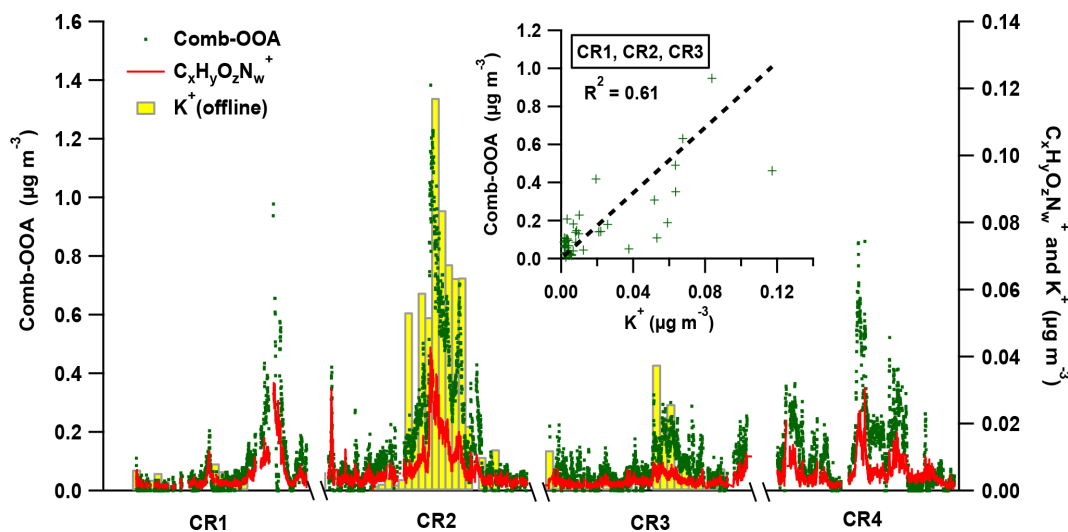 Comb-OOA (µg m⁻³)
1.6
1.4
1.2
1.0
0.8
0.6
0.4
0.2
0.0
Comb-OOA
CₓHᵧO_zN_w⁺
K⁺(offline)
Comb-OOA (µg m⁻³)
1.2
1.0
0.8
0.6
0.4
0.2
0.0
CR1, CR2, CR3
R² = 0.61
0.00
0.04
0.08
0.12
K⁺ (µg m⁻³)
0.14
0.12
0.10
0.08
0.06
0.04
0.02
0.00
CₓHᵧO_zN_w⁺ and K⁺ (µg m⁻³)
CR1
CR2
CR3
CR4